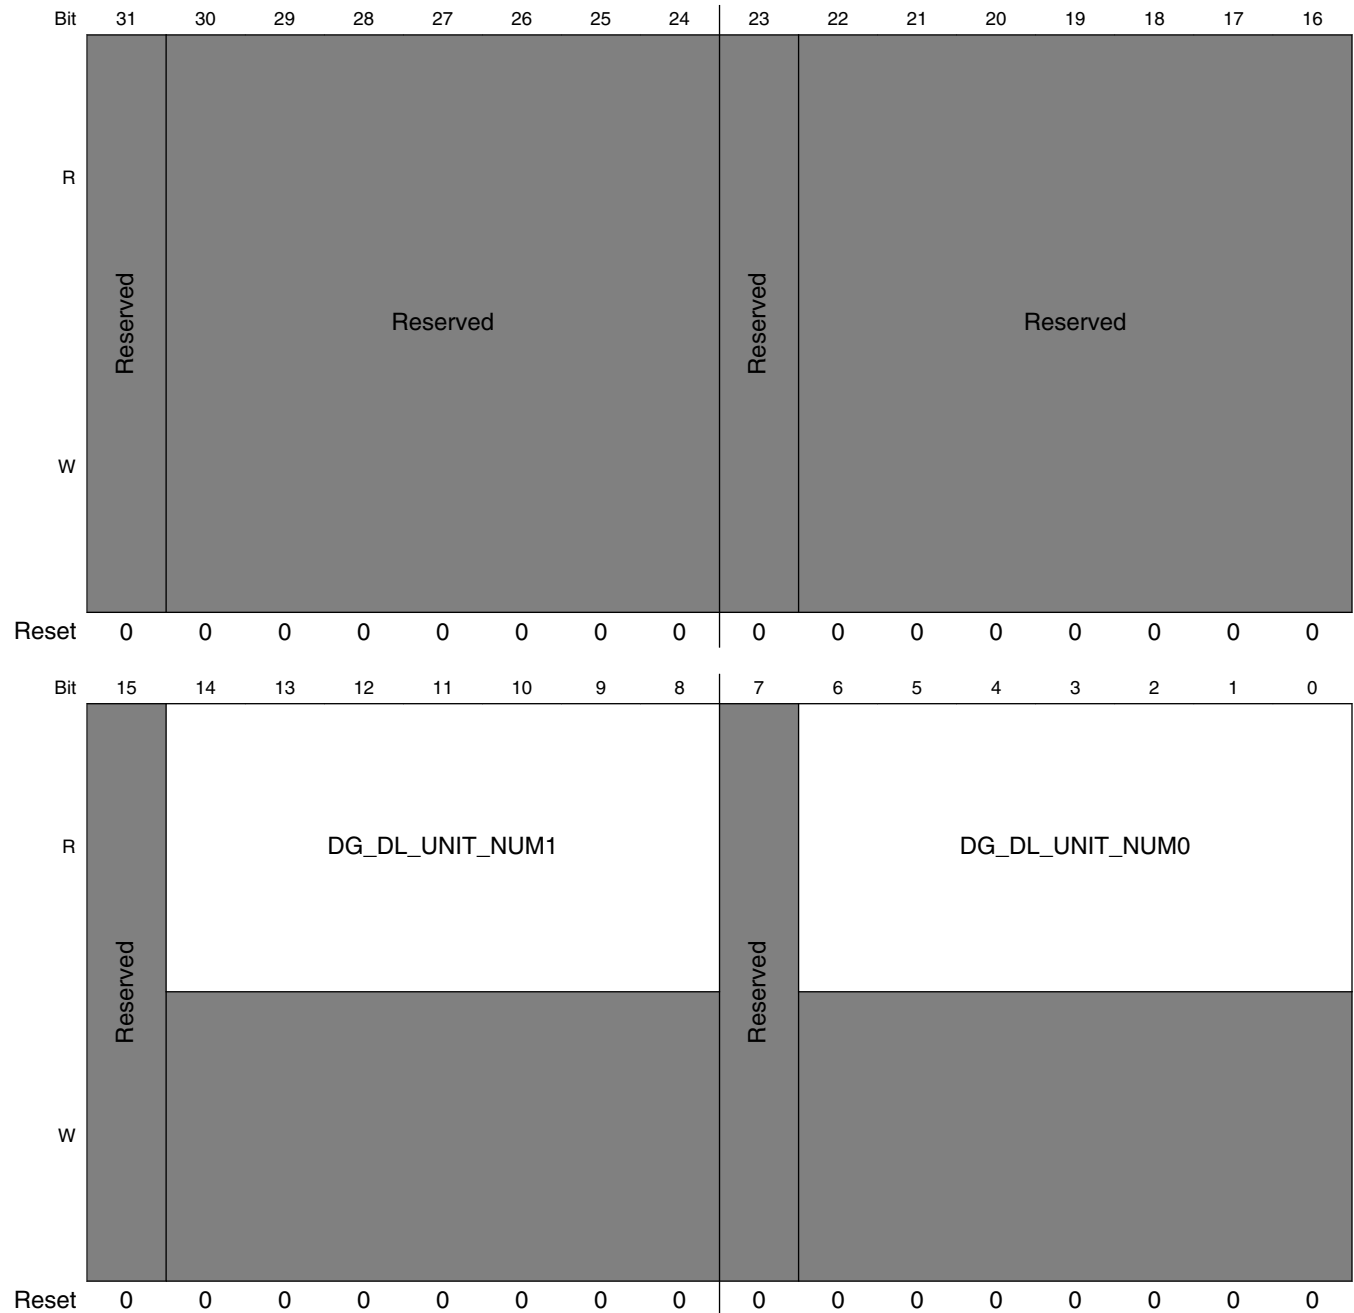 Bit 31 30 29 28 27 26 25 24 23 22 21 20 19 18 17 16
R
Reserved Reserved Reserved Reserved
W
Reset 0 0 0 0 0 0 0 0 0 0 0 0 0 0 0 0
Bit 15 14 13 12 11 10 9 8 7 6 5 4 3 2 1 0
R DG_DL_UNIT_NUM1 DG_DL_UNIT_NUM0
Reserved Reserved
W
Reset 0 0 0 0 0 0 0 0 0 0 0 0 0 0 0 0